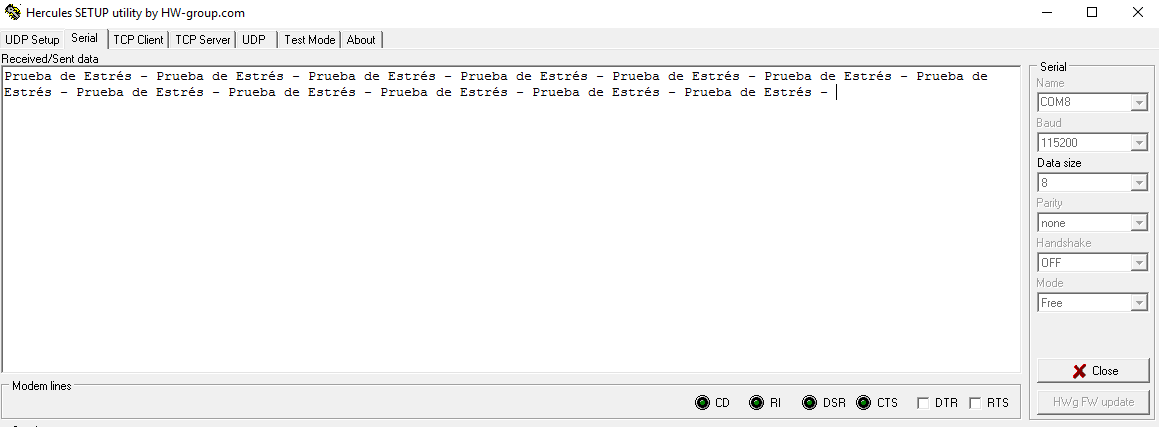 Hercules SETUP utility by HW-group.com
UDP Setup Serial TCP Client TCP Server UDP Test Mode About
Received/Sent data
Prueba de Estrés - Prueba de Estrés - Prueba de Estrés - Prueba de Estrés - Prueba de Estrés - Prueba de Estrés - Prueba de
Estrés - Prueba de Estrés - Prueba de Estrés - Prueba de Estrés - Prueba de Estrés - Prueba de Estrés -
Serial
Name
COM8
Baud
115200
Data size
8
Parity
none
Handshake
OFF
Mode
Free
Close
HWg FW update
Modem lines
CD RI DSR CTS DTR RTS